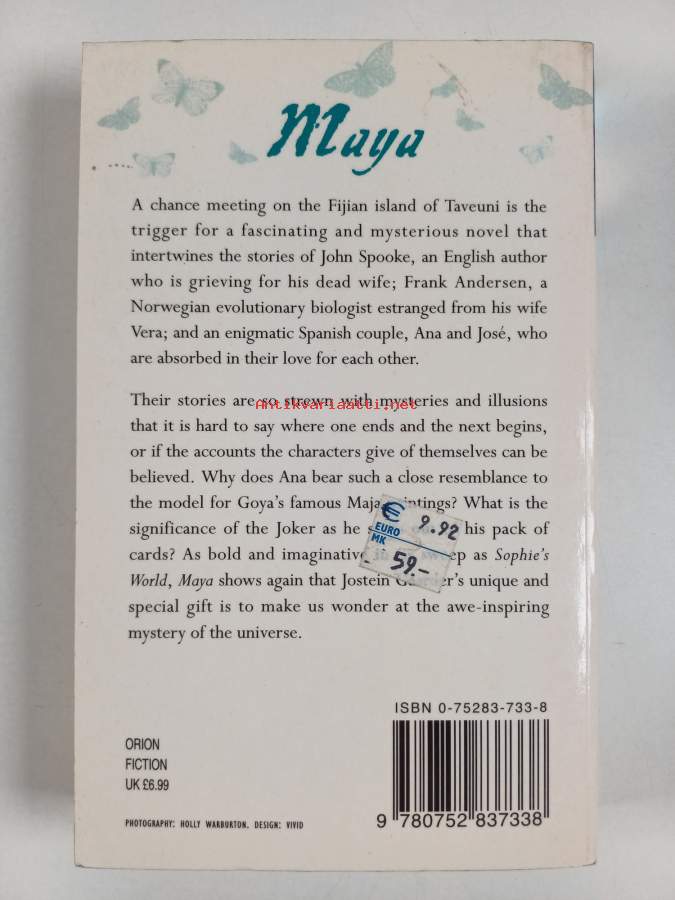 Maya
A chance meeting on the Fijian island of Taveuni is the
trigger for a fascinating and mysterious novel that
intertwines the stories of John Spooke, an English author
who is grieving for his dead wife; Frank Andersen, a
Norwegian evolutionary biologist estranged from his wife
Vera; and an enigmatic Spanish couple, Ana and José, who
are absorbed in their love for each other.
Their stories are so strewn with mysteries and illusions
Antikvariaatti.net
that it is hard to say where one ends and the next begins,
or if the accounts the characters give of themselves can be
believed. Why does Ana bear such a close resemblance to
the model for Goya's famous Maja What is the
significance of the Joker as he his pack of
cards? As bold and imaginative as Sophie's
World, Maya shows again that Jostein unique and
special gift is to make us wonder at the awe-inspiring
mystery of the universe.
€ EURO 9.92
MK 59.-
ISBN 0-75283-733-8
ORION
FICTION
UK £6.99
PHOTOGRAPHY: HOLLY WARBURTON. DESIGN: VIVID
9 780752 837338